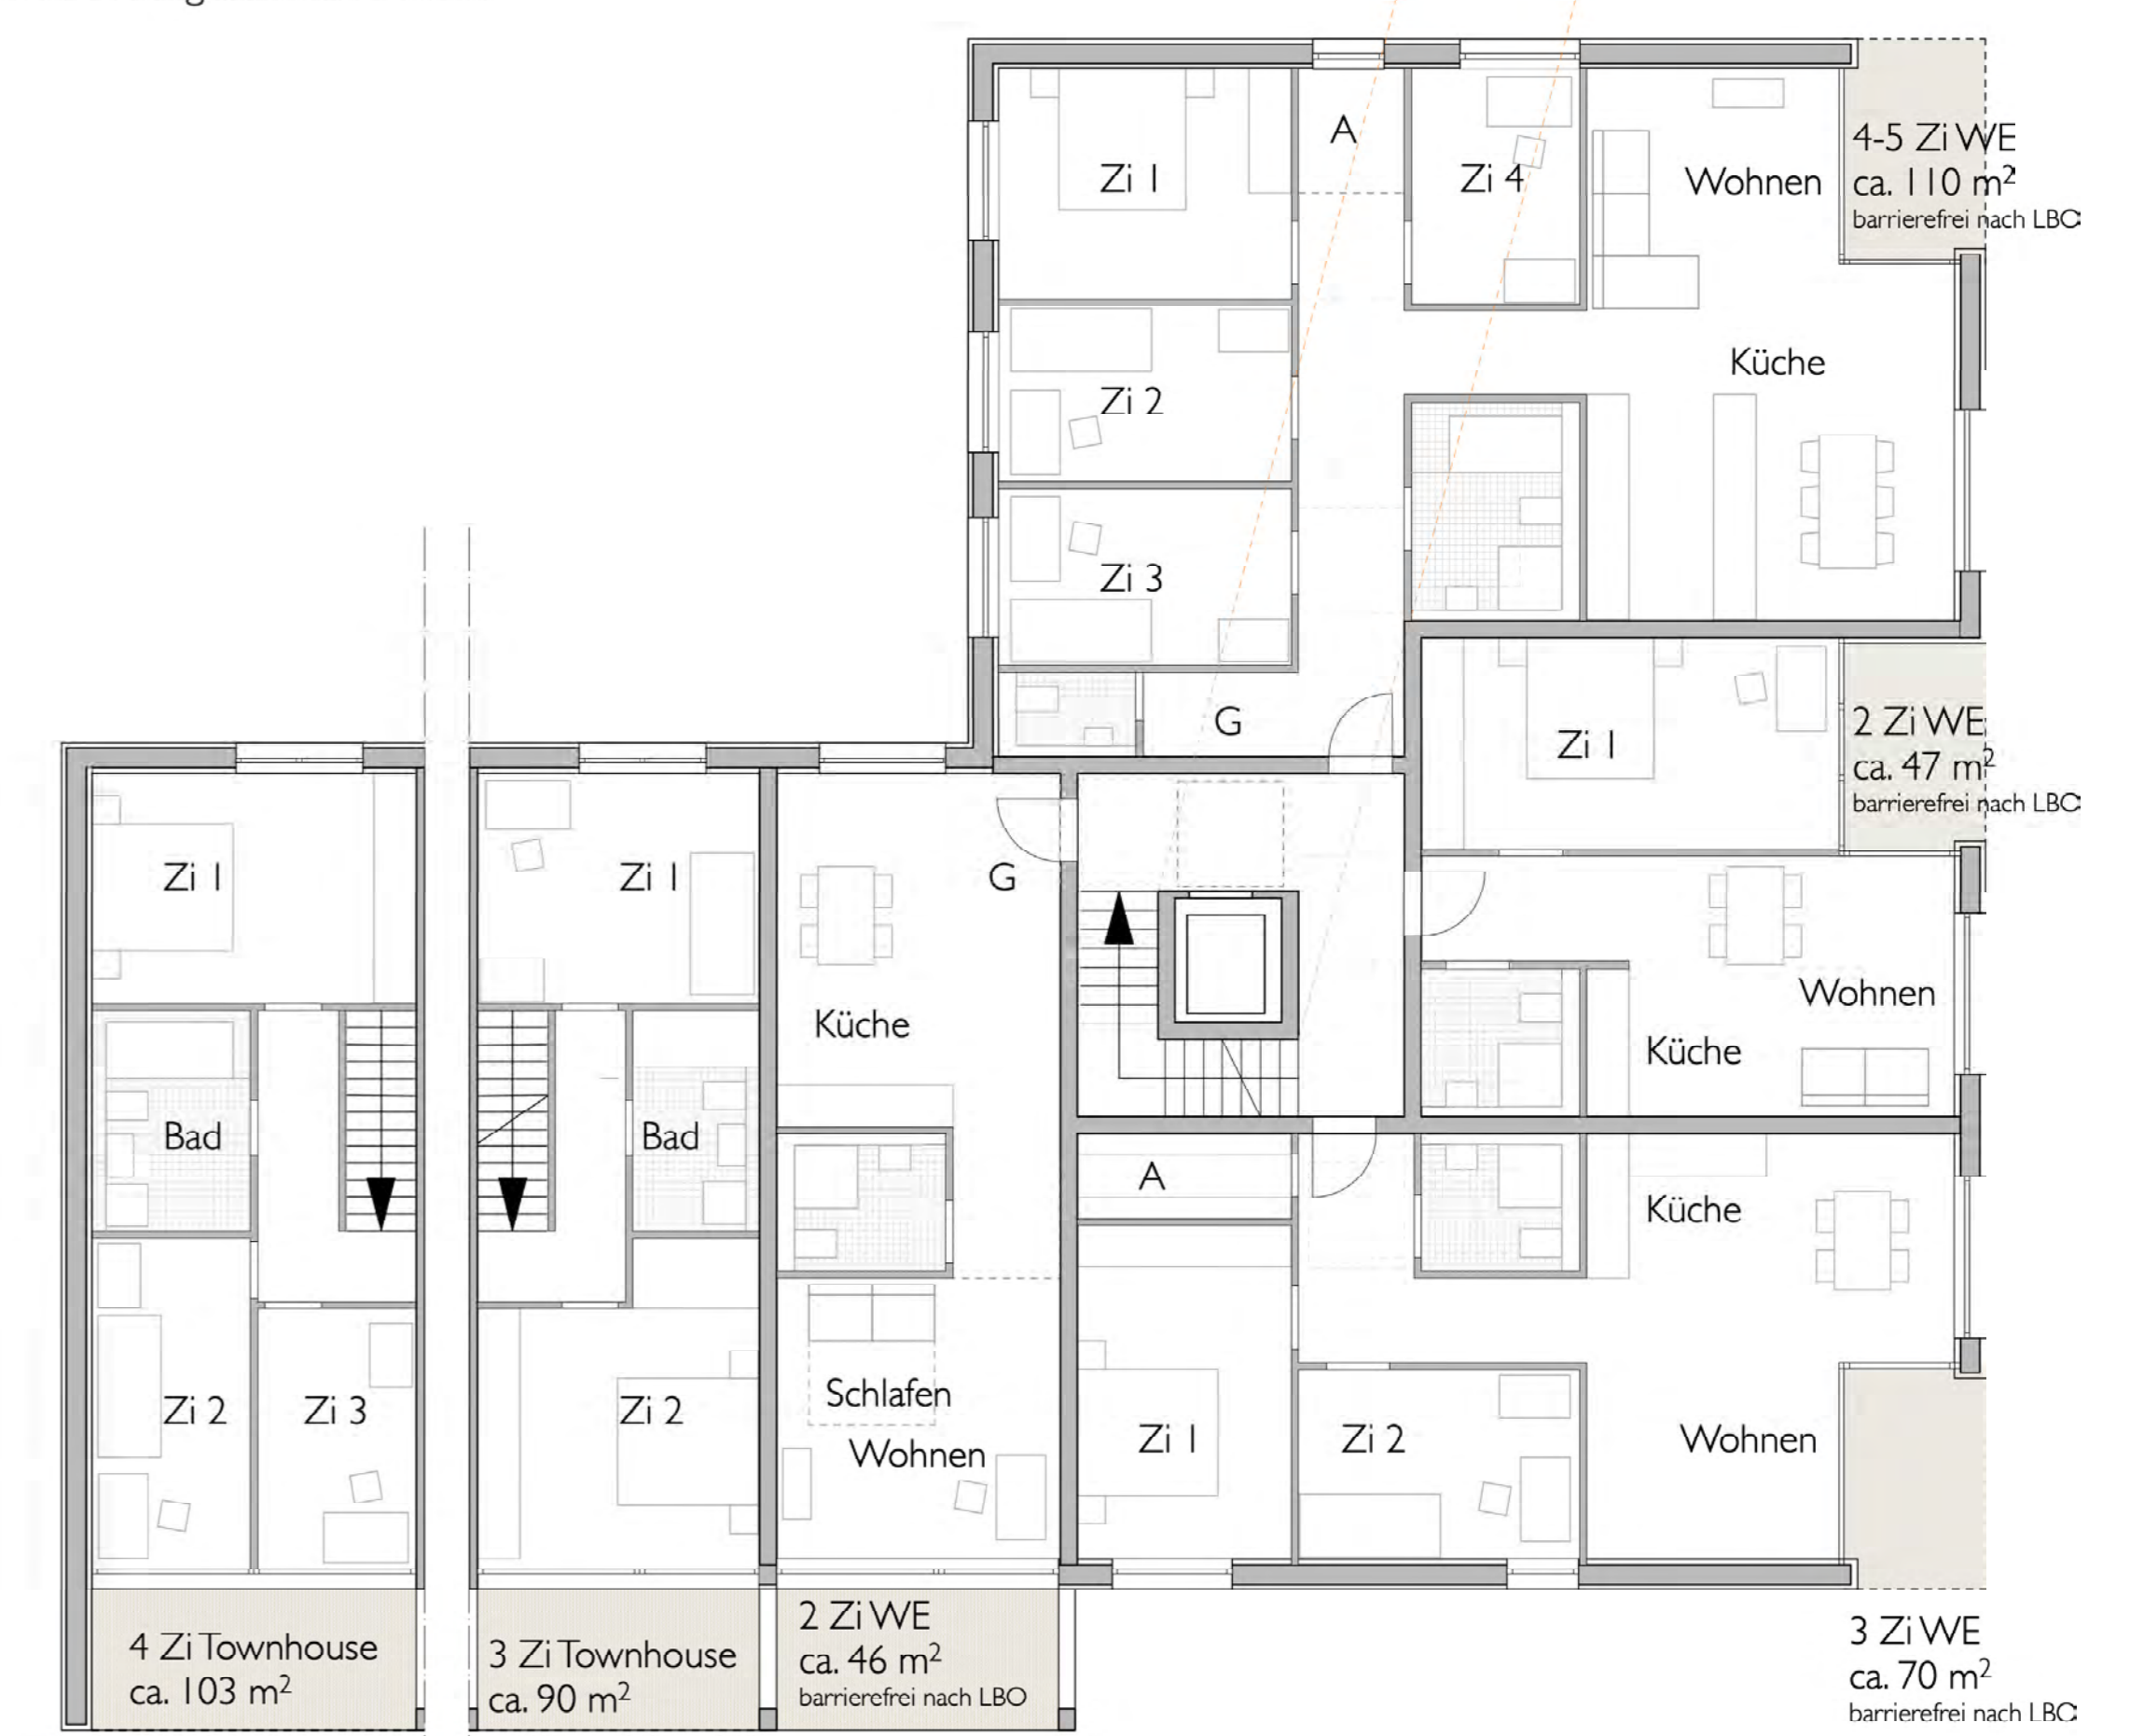 Zi 1
A
Zi 4
Wohnen
4-5 Zi WE
ca. 110 m²
barrierefrei nach LBO
Küche
Zi 2
Zi 3
G
Zi 1
2 Zi WE
ca. 47 m²
barrierefrei nach LBO
Wohnen
Küche
Zi 1
Zi 1
G
Küche
Bad
Bad
A
Küche
Zi 2
Zi 3
Zi 2
Schlafen
Wohnen
Zi 1
Zi 2
Wohnen
4 Zi Townhouse
ca. 103 m²
3 Zi Townhouse
ca. 90 m²
2 Zi WE
ca. 46 m²
barrierefrei nach LBO
3 Zi WE
ca. 70 m²
barrierefrei nach LBO